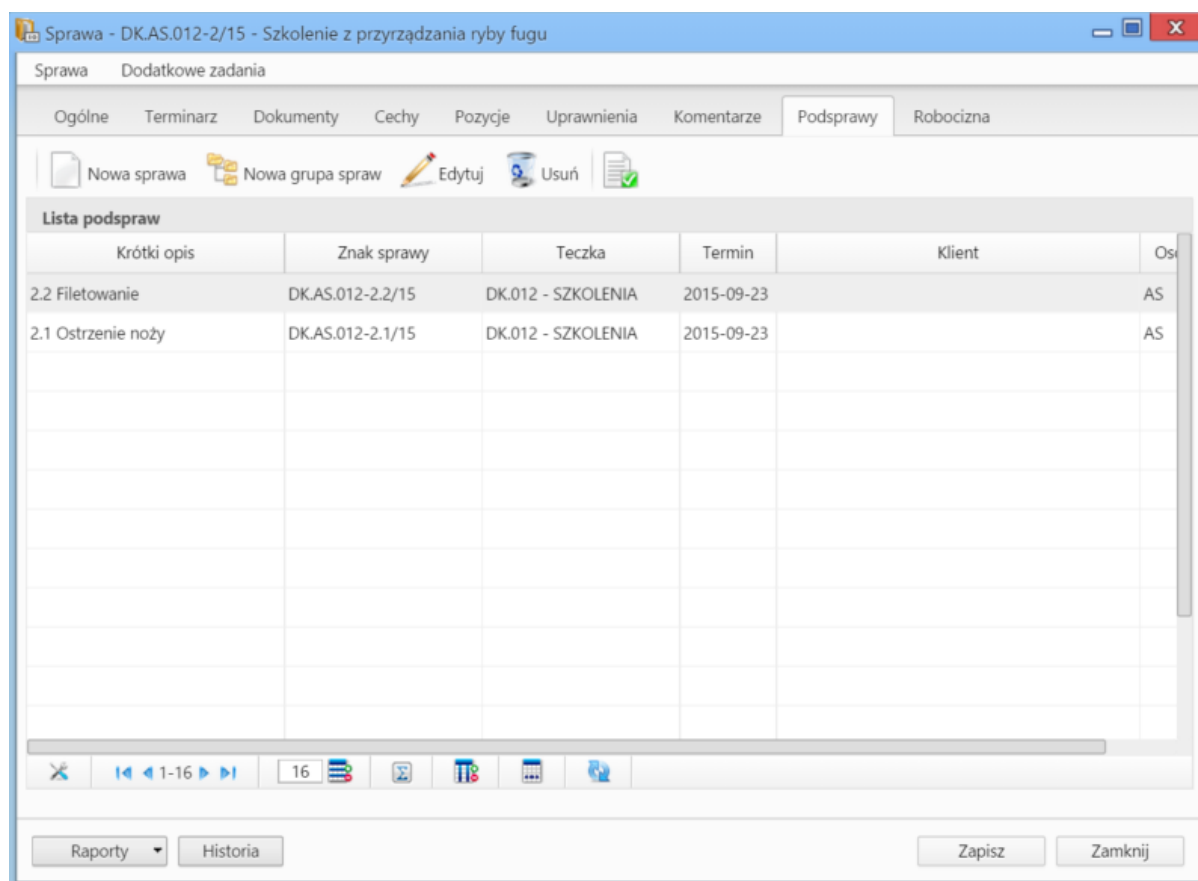 Sprawa - DK.AS.012-2/15 - Szkolenie z przyrządzania ryby fugu
Sprawa Dodatkowe zadania
Ogólne Terminarz Dokumenty Cechy Pozycje Uprawnienia Komentarze Podsprawy Robocizna
Nowa sprawa Nowa grupa spraw Edytuj Usuń
Lista podspraw
Krótki opis Znak sprawy Teczka Termin Klient
2.2 Filetowanie DK.AS.012-2.2/15 DK.012 - SZKOLENIA 2015-09-23 AS
2.1 Ostrzenie noży DK.AS.012-2.1/15 DK.012 - SZKOLENIA 2015-09-23 AS
1-16 16
Raporty Historia Zapisz Zamknij